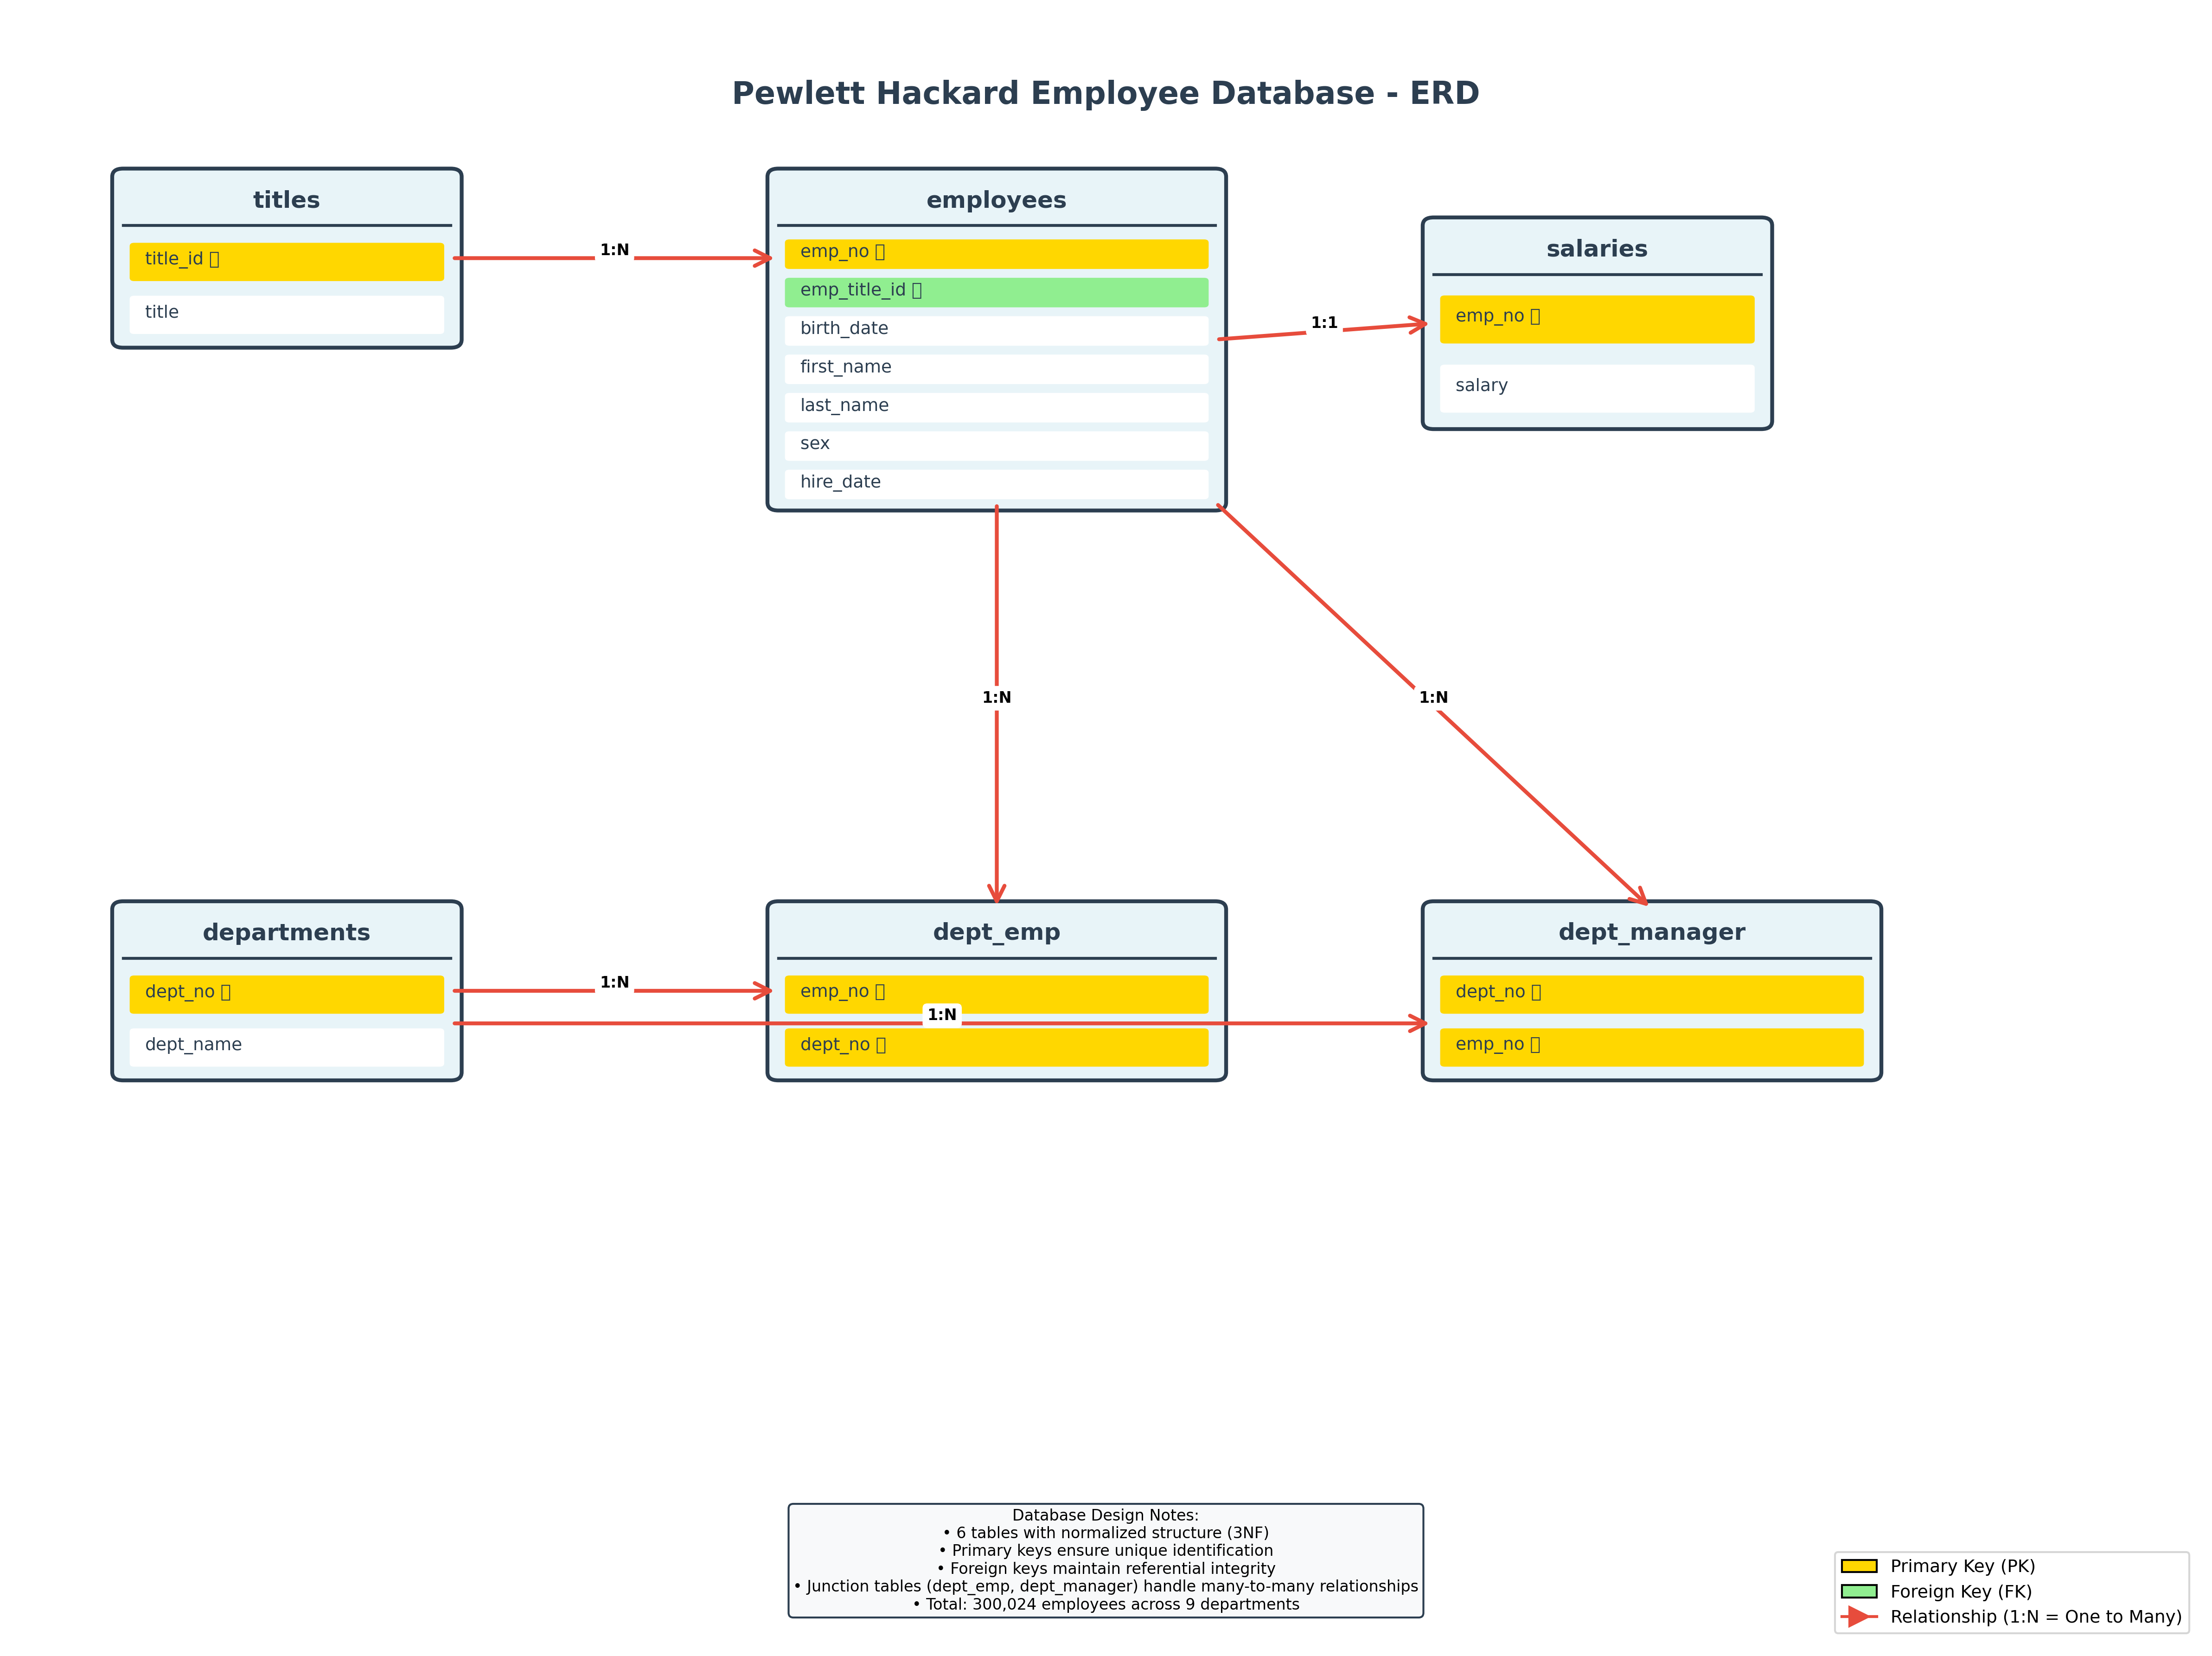 Pewlett Hackard Employee Database - ERD
titles
title_id
title
1:N
employees
emp_no
emp_title_id
birth_date
first_name
last_name
sex
hire_date
1:1
salaries
emp_no
salary
1:N
1:N
departments
dept_no
dept_name
1:N
1:N
dept_emp
emp_no
dept_no
dept_manager
dept_no
emp_no
Database Design Notes:
• 6 tables with normalized structure (3NF)
• Primary keys ensure unique identification
• Foreign keys maintain referential integrity
• Junction tables (dept_emp, dept_manager) handle many-to-many relationships
• Total: 300,024 employees across 9 departments
Primary Key (PK)
Foreign Key (FK)
Relationship (1:N = One to Many)